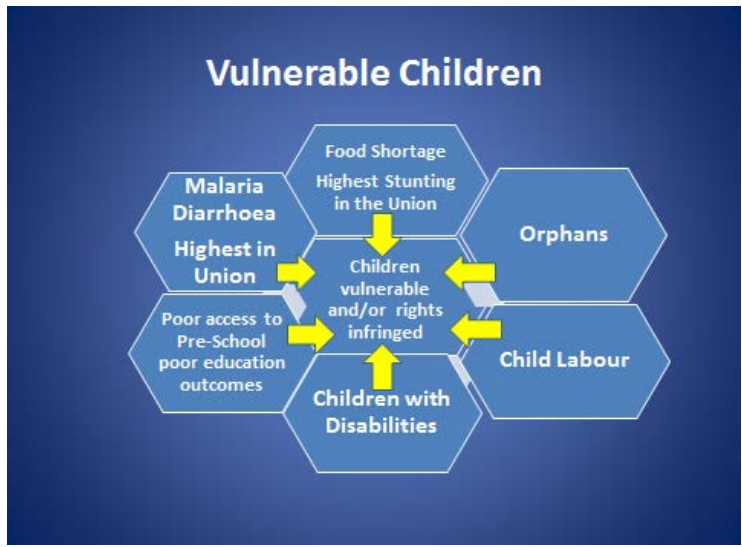 Vulnerable Children
Food Shortage
Highest Stunting
in the Union
Malaria
Diarrhoea
Highest in
Union
Orphans
Children
vulnerable
and/or rights
infringed
Poor access to
Pre-School
poor education
outcomes
Child Labour
Children with
Disabilities